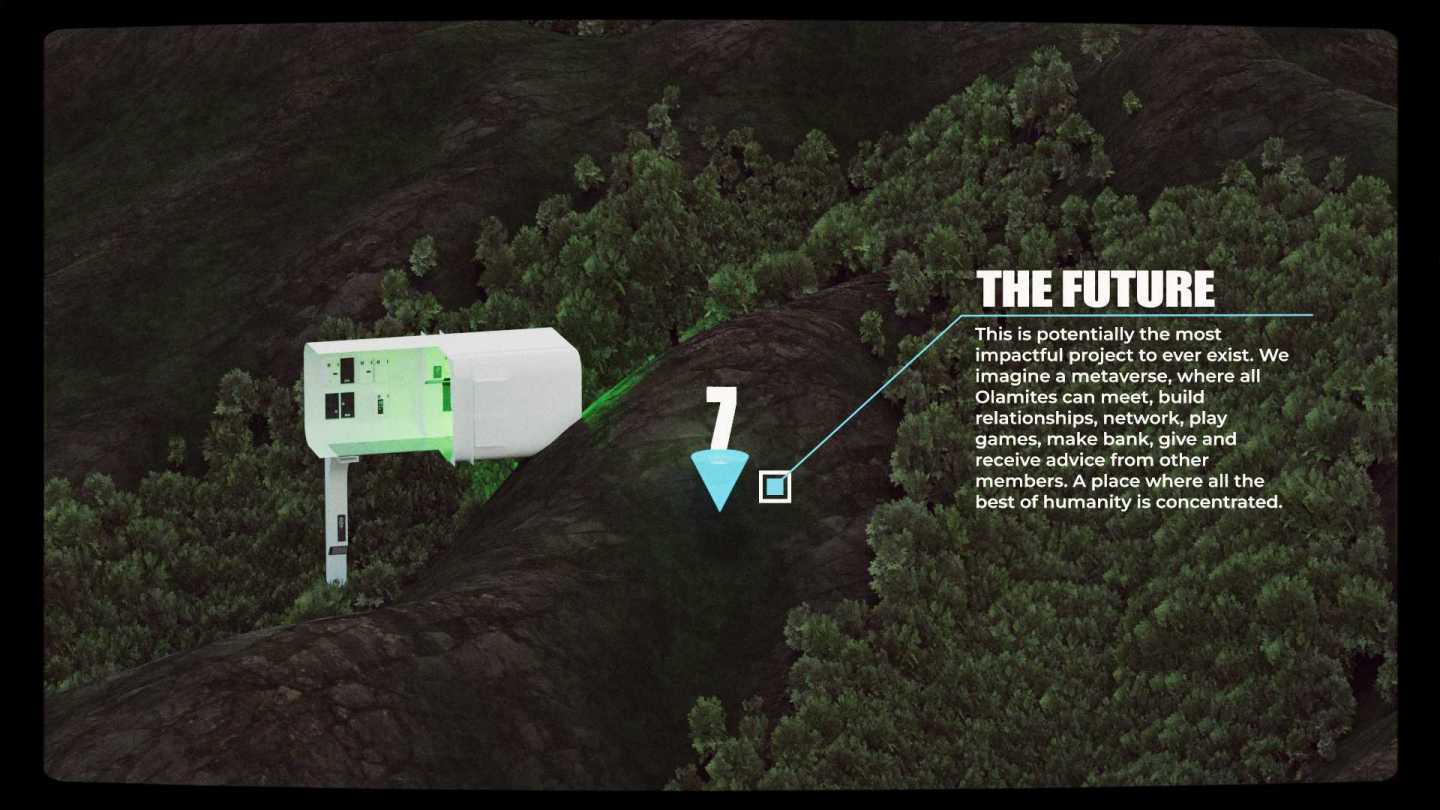 THE FUTURE
This is potentially the most
impactful project to ever exist. We
imagine a metaverse, where all
Olamites can meet, build
relationships, network, play
games, make bank, give and
receive advice from other
members. A place where all the
best of humanity is concentrated.
7